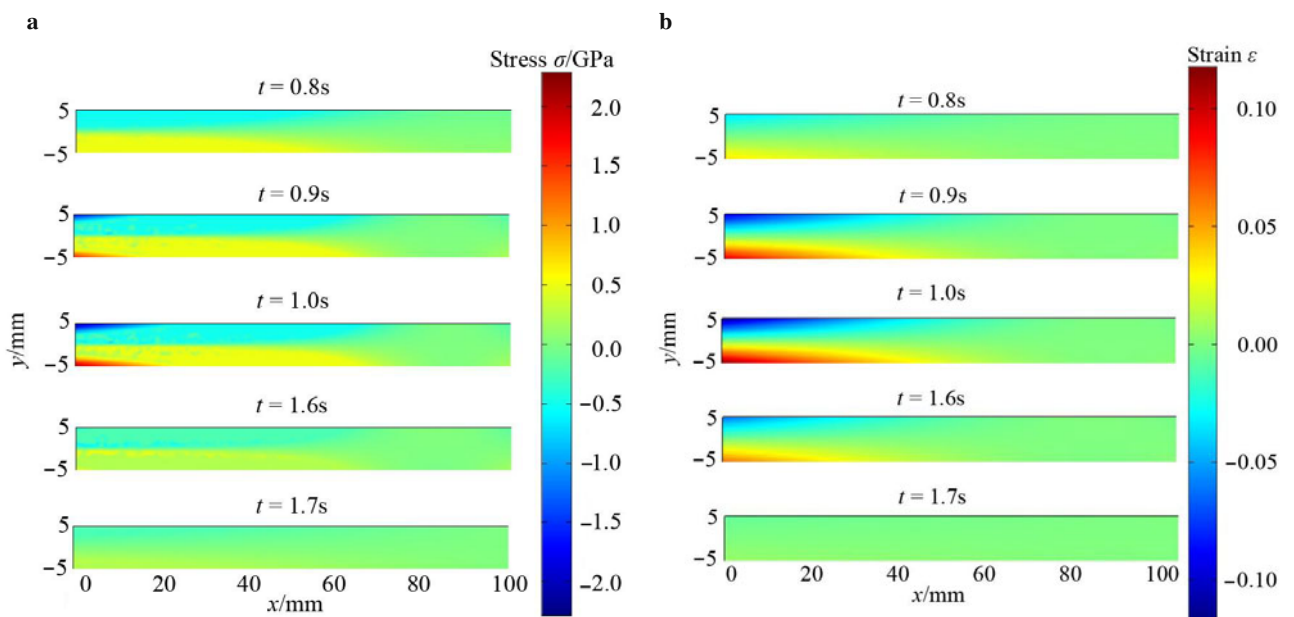 a
Stress σ/GPa
t = 0.8s
5
−5
t = 0.9s
5
−5
t = 1.0s
5
−5
t = 1.6s
5
−5
t = 1.7s
5
−5
y/mm
0 20 40 60 80 100
x/mm
2.0
1.5
1.0
0.5
0.0
−0.5
−1.0
−1.5
−2.0
b
Strain ε
t = 0.8s
5
−5
t = 0.9s
5
−5
t = 1.0s
5
−5
t = 1.6s
5
−5
t = 1.7s
5
−5
y/mm
0 20 40 60 80 100
x/mm
0.10
0.05
0.00
−0.05
−0.10